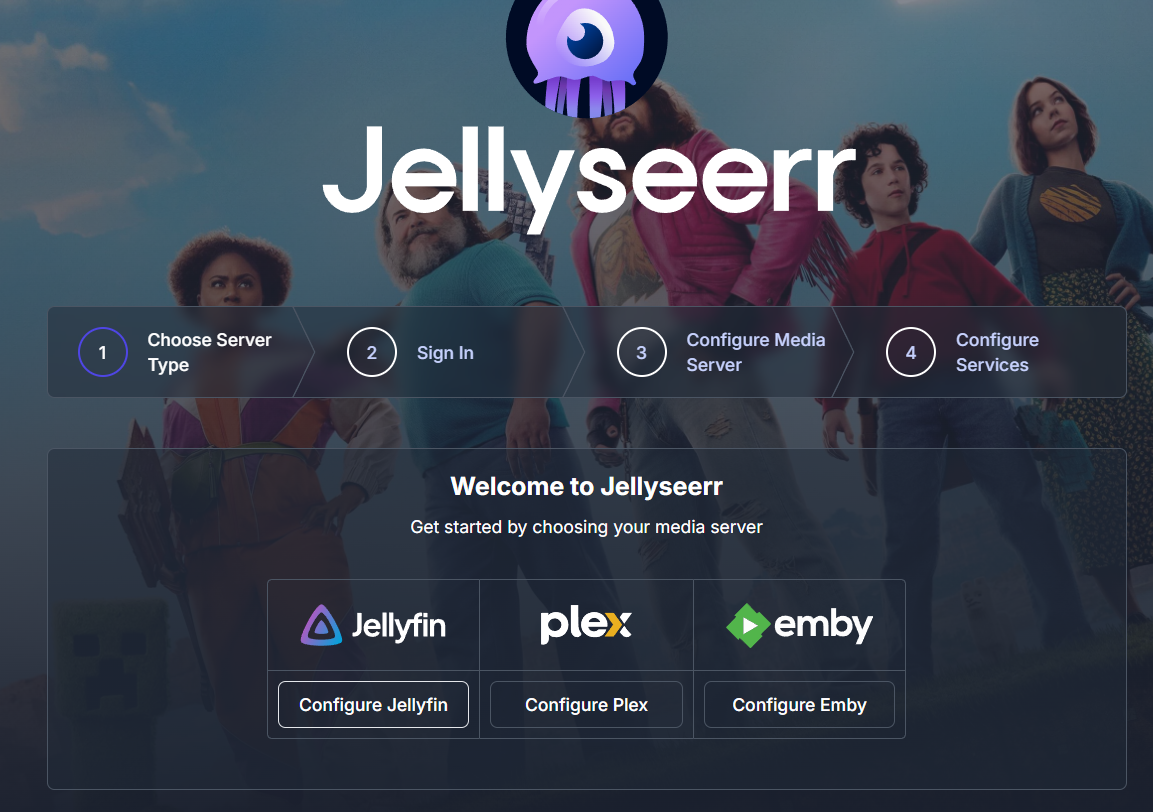 Jellyseerr
1
Choose Server
Type
2
Sign In
3
Configure Media
Server
4
Configure
Services
Welcome to Jellyseerr
Get started by choosing your media server
Jellyfin
plex
emby
Configure Jellyfin
Configure Plex
Configure Emby